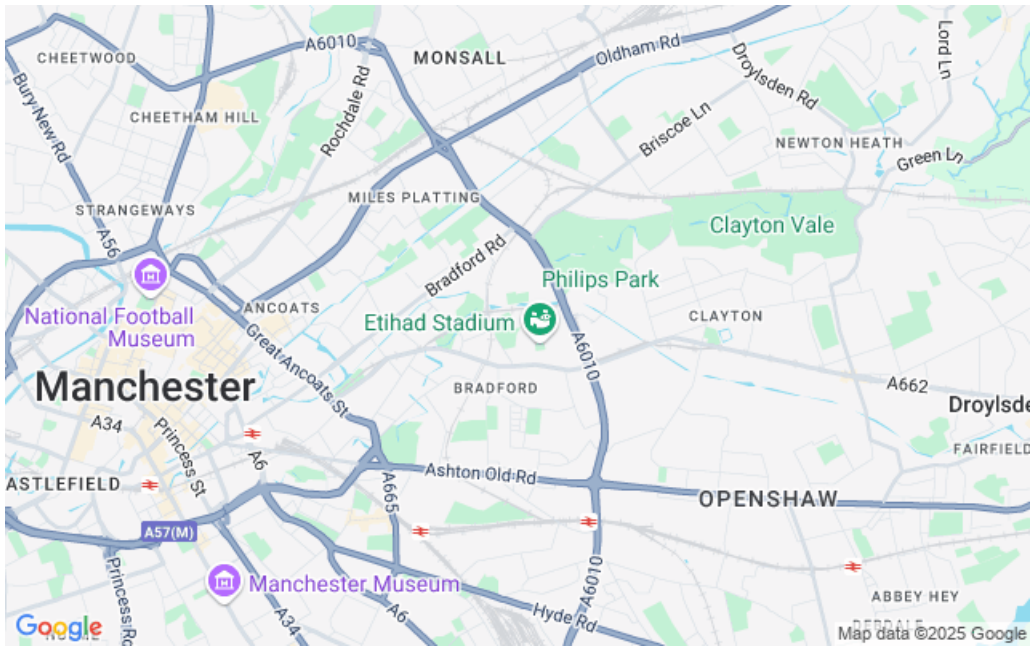 A6010
MONSALL
Oldham Rd
Lord Ln
CHEETWOOD
Droylsden Rd
Bury New Rd
Rochdale Rd
CHEETHAM HILL
Briscoe Ln
NEWTON HEATH
Green Ln
MILES PLATTING
STRANGEWAYS
A56
Clayton Vale
Bradford Rd
Philips Park
National Football
Museum
ANCOATS
Etihad Stadium
CLAYTON
Great Ancoats St
A6010
Manchester
BRADFORD
A662
Droylsde
A34
Princess St
A6
FAIRFIELD
ASTLEFIELD
A665
Ashton Old Rd
OPENSHAW
A57(M)
Princess Rd
Manchester Museum
A34
A6
Hyde Rd
A6010
ABBEY HEY
DEBDALE
Google
Map data ©2025 Google